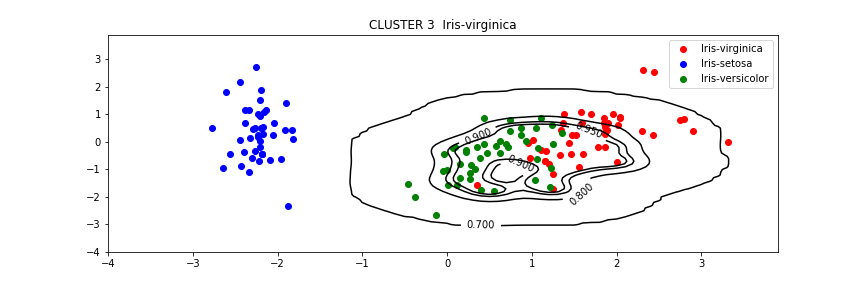 CLUSTER 3  Iris-virginica
Iris-virginica
Iris-setosa
Iris-versicolor
0.900
0.950
0.900
0.800
0.700
3
2
1
0
−1
−2
−3
−4
−4 −3 −2 −1 0 1 2 3